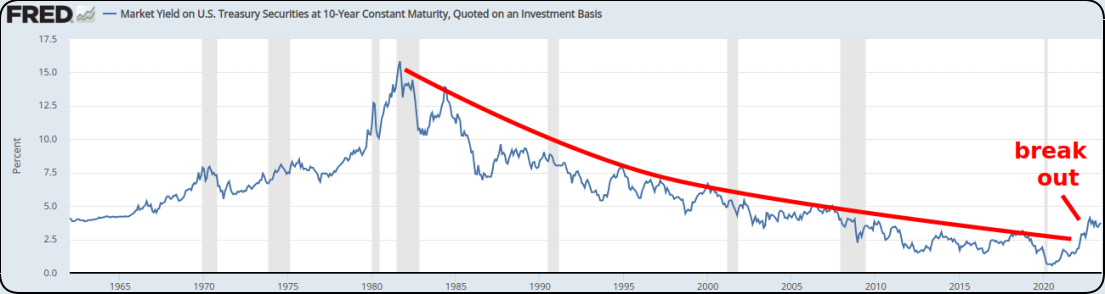 FRED
Market Yield on U.S. Treasury Securities at 10-Year Constant Maturity, Quoted on an Investment Basis
17.5
15.0
12.5
10.0
7.5
5.0
2.5
0.0
Percent
break
out
1965 1970 1975 1980 1985 1990 1995 2000 2005 2010 2015 2020